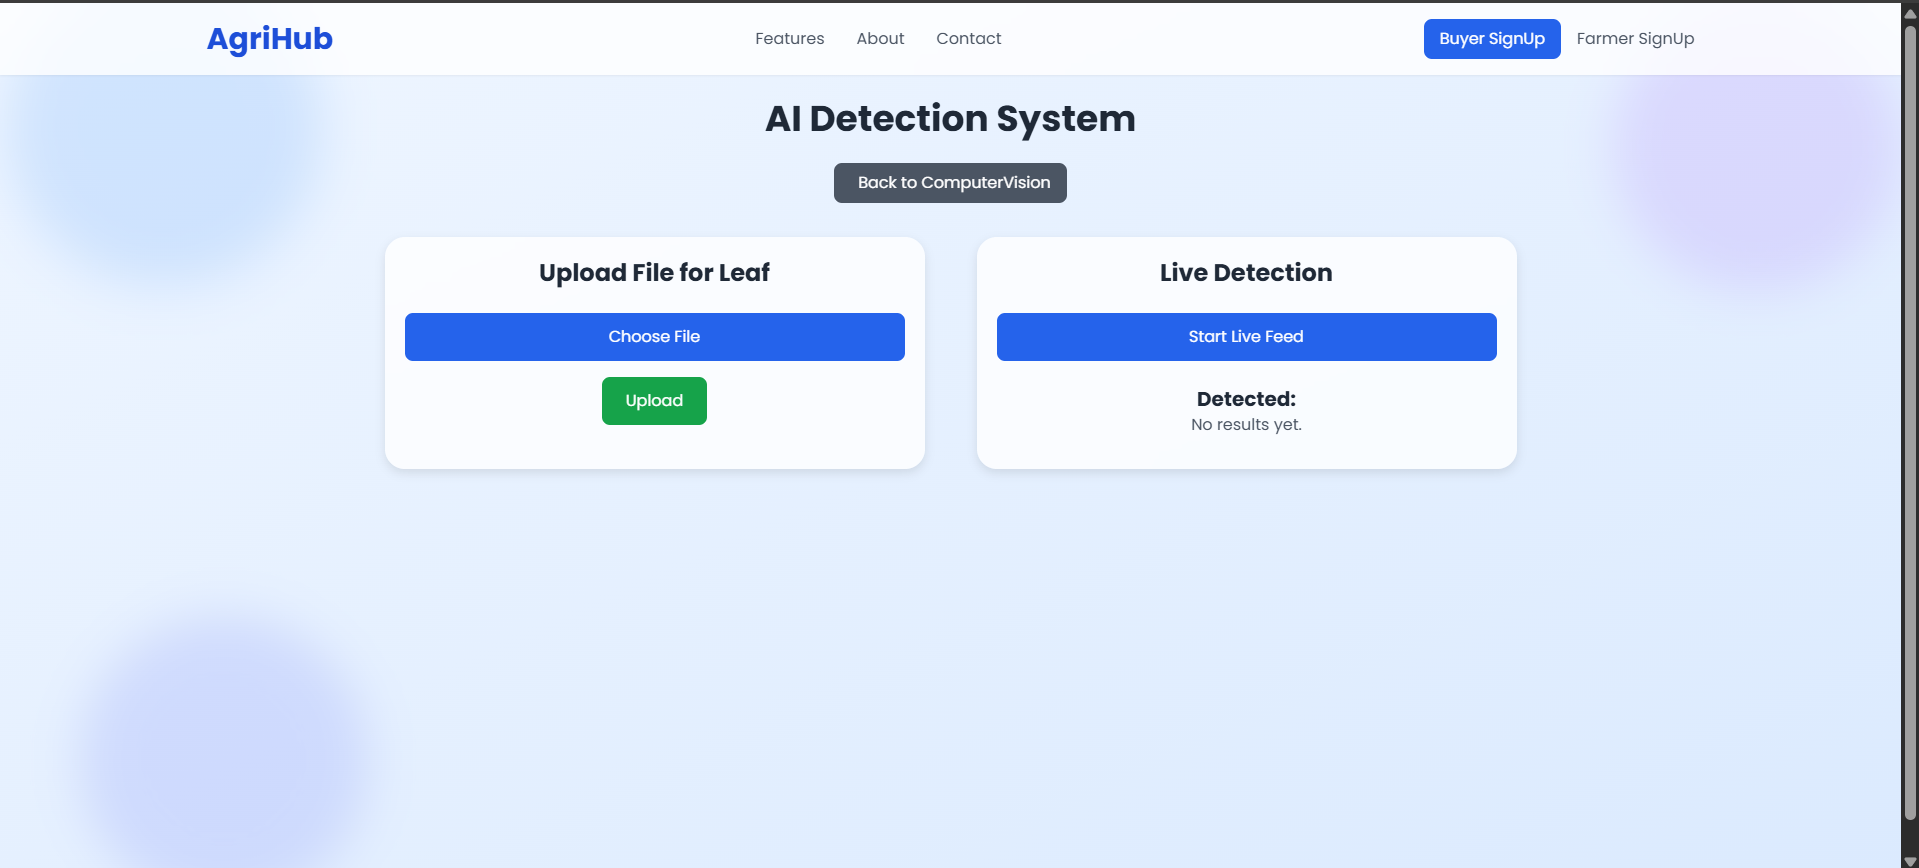 AgriHub
Features
About
Contact
Buyer SignUp
Farmer SignUp
AI Detection System
Back to ComputerVision
Upload File for Leaf
Choose File
Upload
Live Detection
Start Live Feed
Detected:
No results yet.